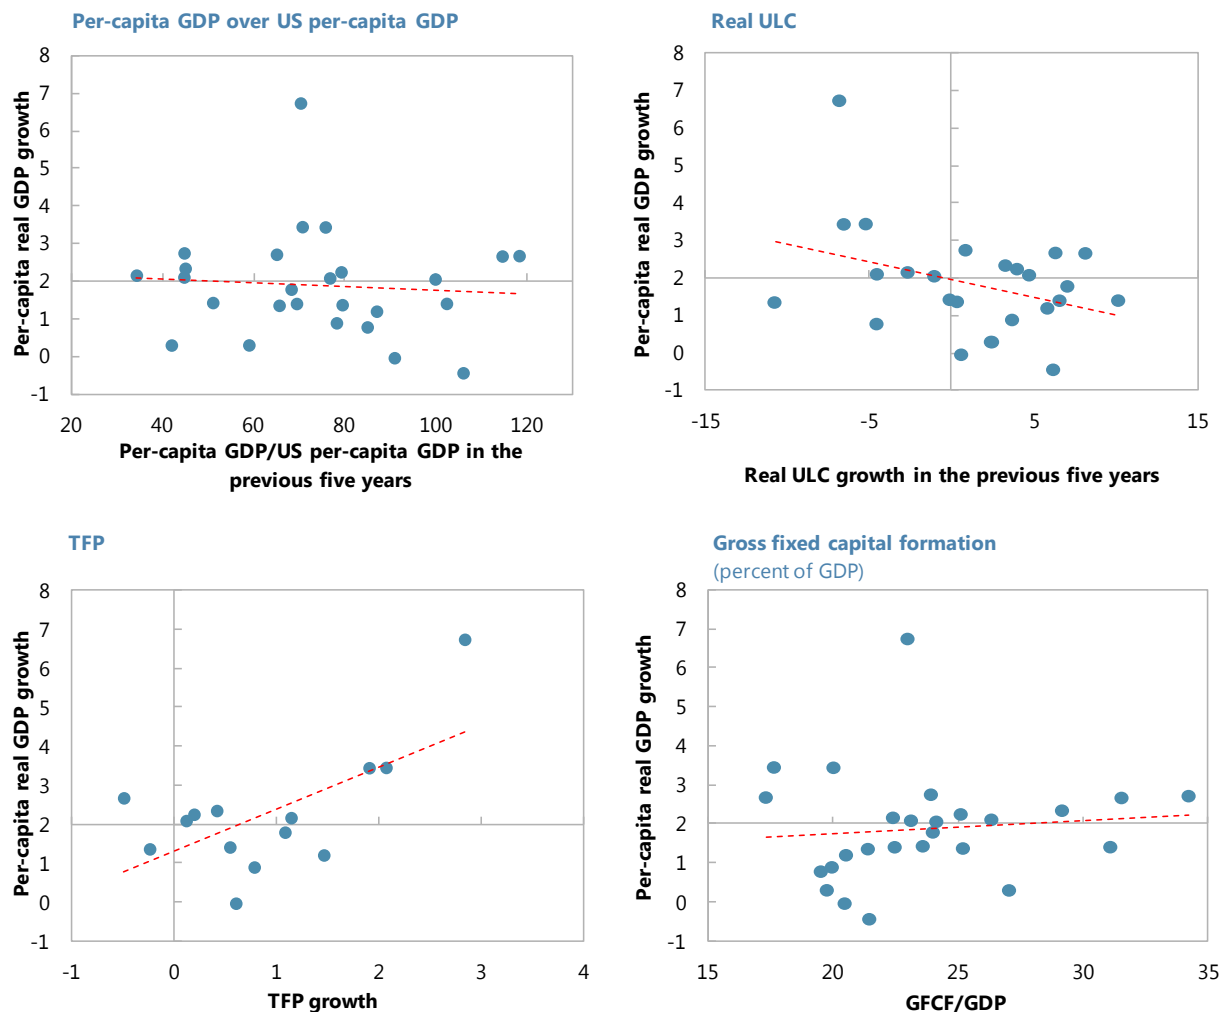 Per-capita GDP over US per-capita GDP
Per-capita real GDP growth
8
7
6
5
4
3
2
1
0
-1
20 40 60 80 100 120
Per-capita GDP/US per-capita GDP in the
previous five years
Real ULC
Per-capita real GDP growth
8
7
6
5
4
3
2
1
0
-1
-15 -5 5 15
Real ULC growth in the previous five years
TFP
Per-capita real GDP growth
8
7
6
5
4
3
2
1
0
-1
-1 0 1 2 3 4
TFP growth
Gross fixed capital formation
(percent of GDP)
Per-capita real GDP growth
8
7
6
5
4
3
2
1
0
-1
15 20 25 30 35
GFCF/GDP